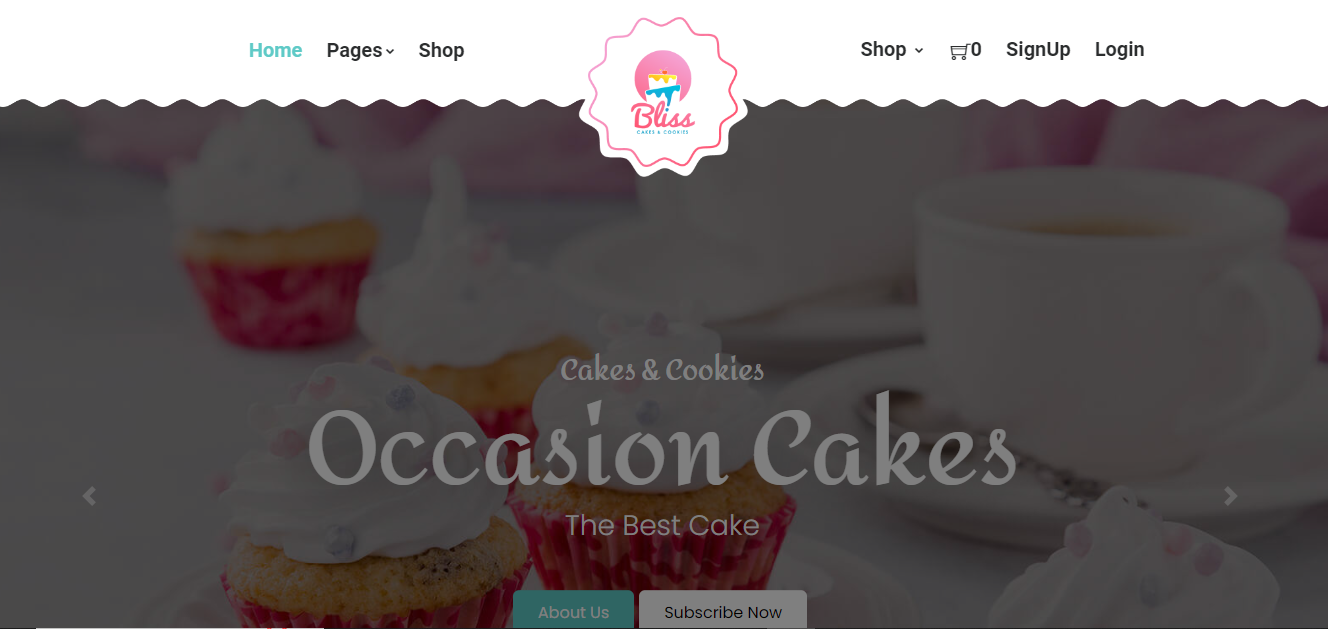 Home Pages Shop
Bliss
CAKES & COOKIES
Shop 0 SignUp Login
Cakes & Cookies
Occasion Cakes
The Best Cake
About Us Subscribe Now